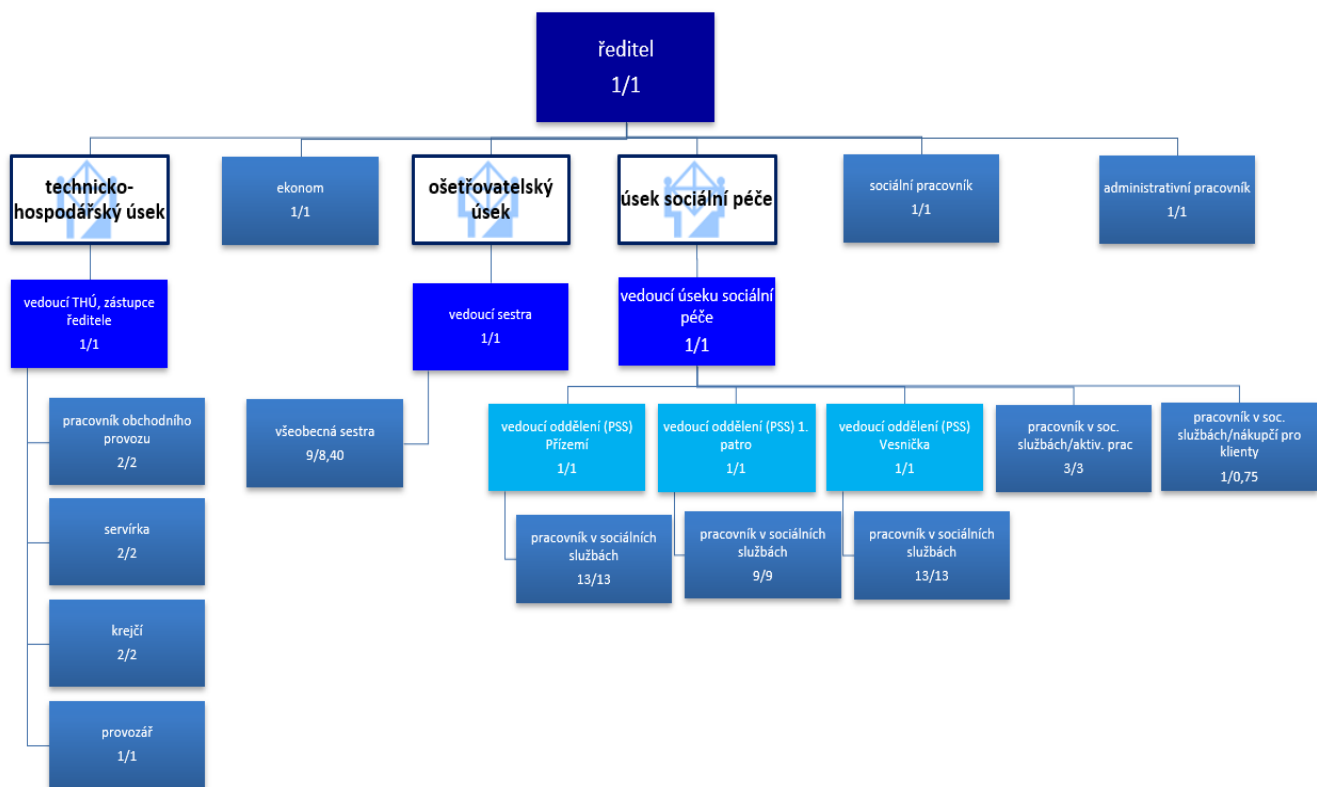 ředitel
1/1
technicko-
hospodářský úsek
ekonom
1/1
ošetřovatelský
úsek
úsek sociální péče
sociální pracovník
1/1
administrativní pracovník
1/1
vedoucí THÚ, zástupce
ředitele
1/1
vedoucí sestra
1/1
vedoucí úseku sociální
péče
1/1
pracovník obchodního
provozu
2/2
servírka
2/2
krejčí
2/2
provozář
1/1
všeobecná sestra
9/8,40
vedoucí oddělení (PSS)
Přízemí
1/1
vedoucí oddělení (PSS) 1.
patro
1/1
vedoucí oddělení (PSS)
Vesnička
1/1
pracovník v soc.
službách/aktiv. prac
3/3
pracovník v soc.
službách/nákupčí pro
klienty
1/0,75
pracovník v sociálních
službách
13/13
pracovník v sociálních
službách
9/9
pracovník v sociálních
službách
13/13